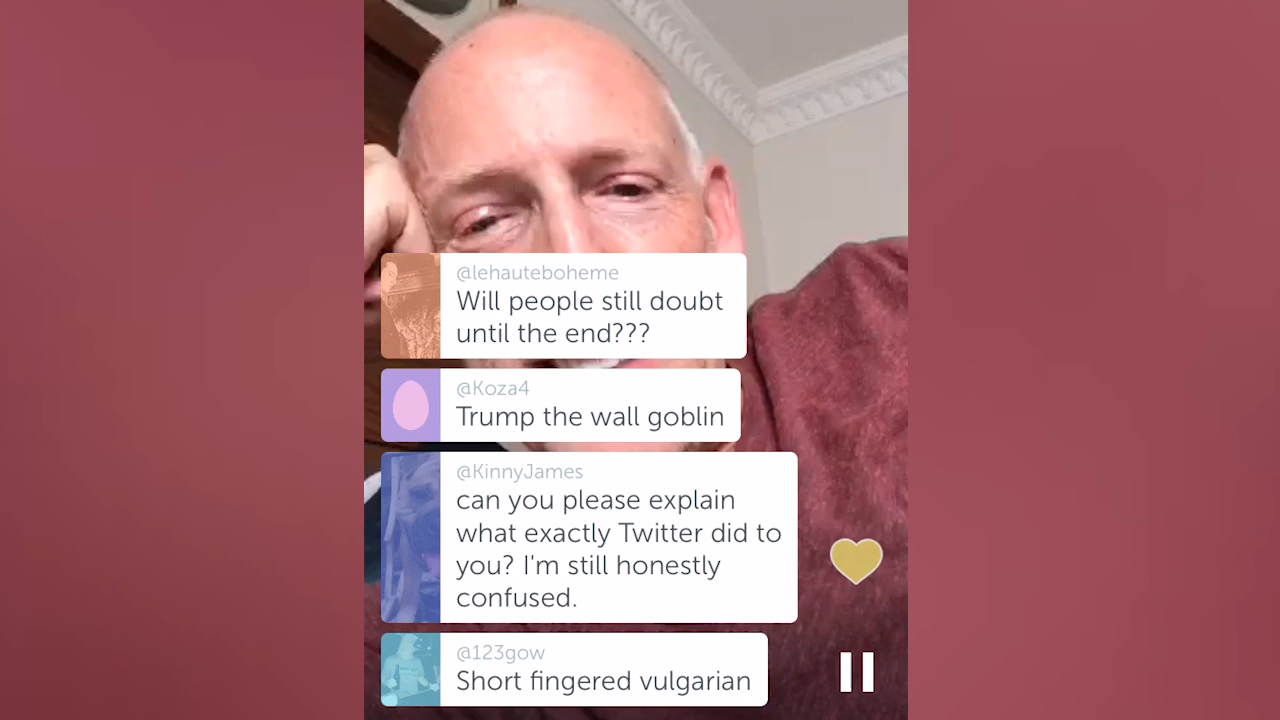 @lehauteboheme
Will people still doubt
until the end???
@Koza4
Trump the wall goblin
@KinnyJames
can you please explain
what exactly Twitter did to
you? I'm still honestly
confused.
@123gow
Short fingered vulgarian